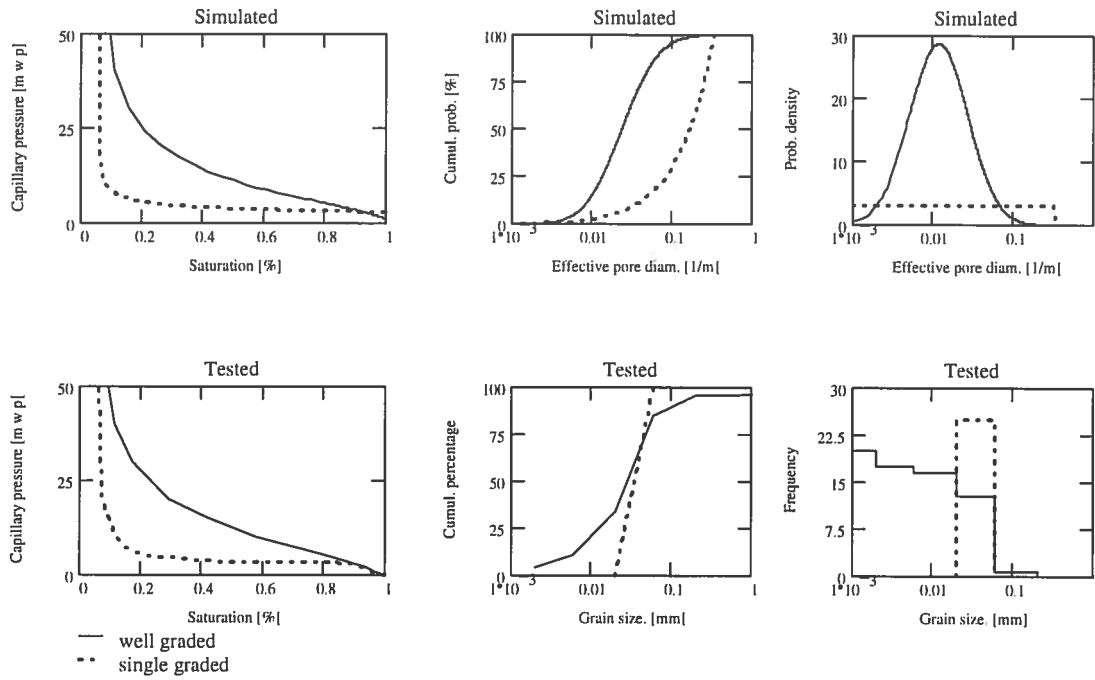 Simulated
Capillary pressure [m w p[
50
25
0
0 0.2 0.4 0.6 0.8 1
Saturation [%[
Simulated
Cumul. prob. [%]
100
75
50
25
0
1•10 3 0.01 0.1 1
Effective pore diam. [1/m[
Simulated
Prob. density
30
20
10
0
1•10 3 0.01 0.1
Effective pore diam. [1/m[
Tested
Capillary pressure [m w p[
50
25
0
0 0.2 0.4 0.6 0.8 1
Saturation [%[
Tested
Cumul. percentage
100
75
50
25
0
1•10 3 0.01 0.1 1
Grain size. [mm[
Tested
Frequency
30
22.5
15
7.5
0
1•10 3 0.01 0.1
Grain size. [mm]
well graded
single graded